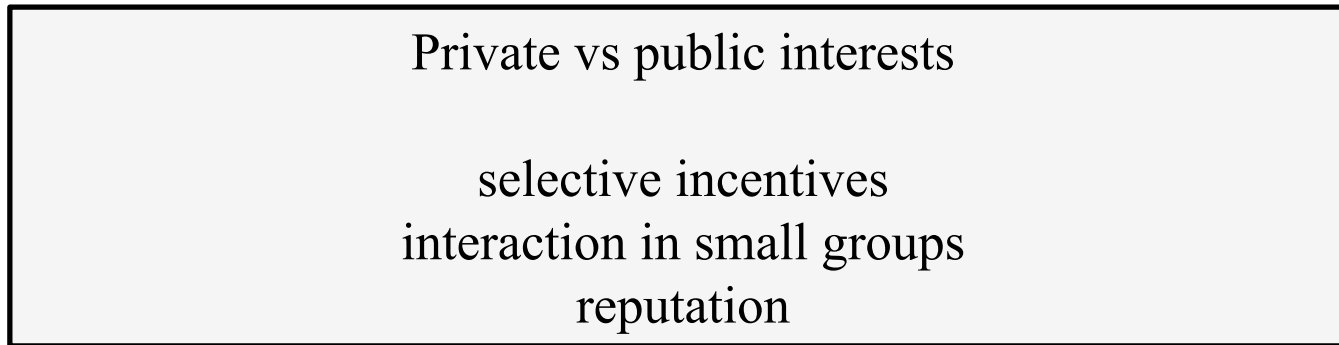 Private vs public interests
selective incentives
interaction in small groups
reputation